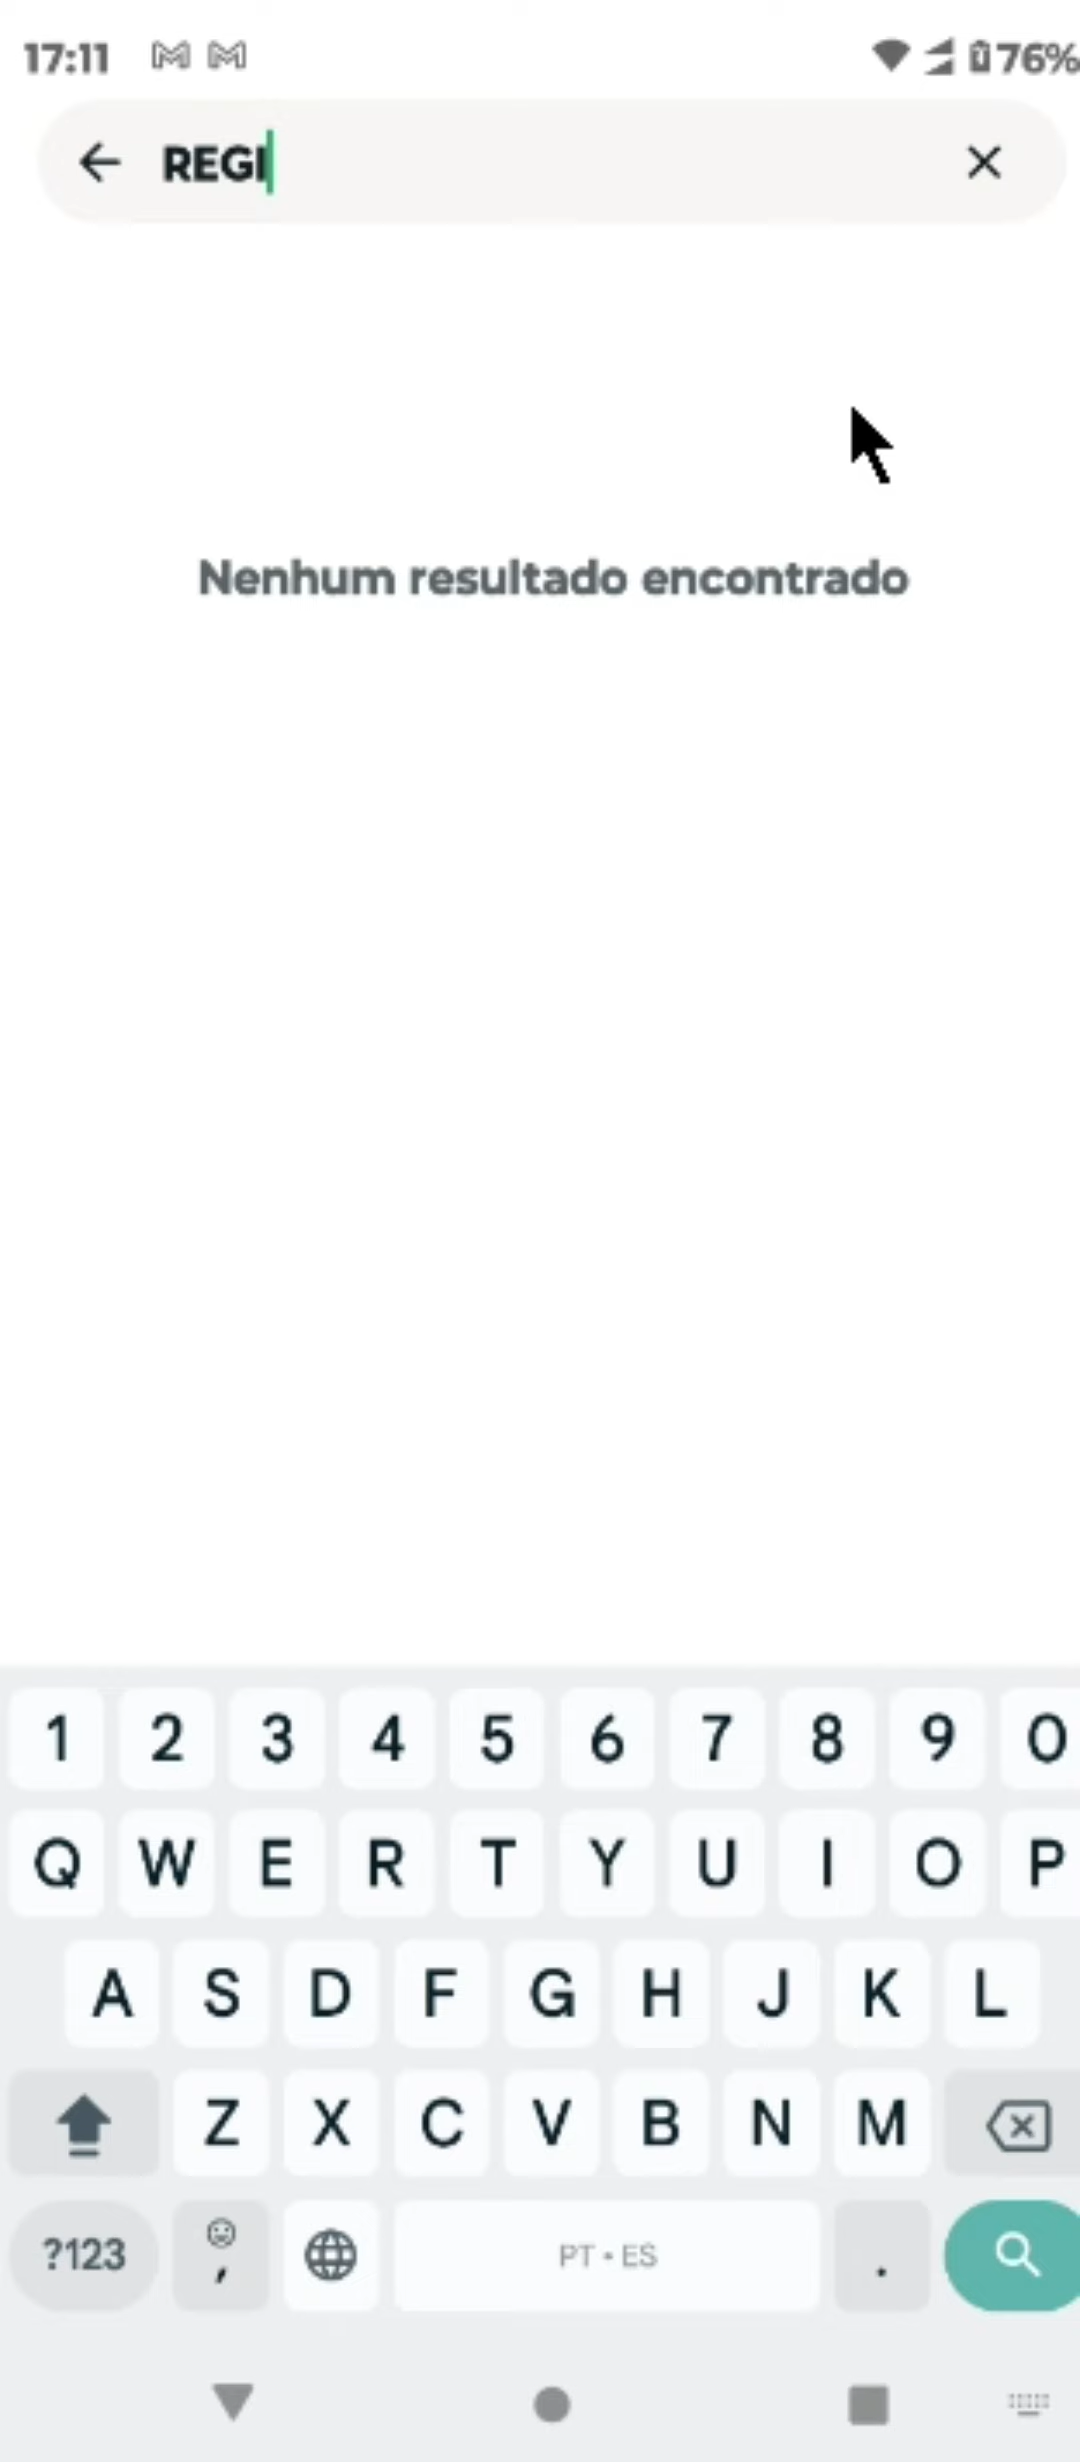 17:11 76%
REGI
Nenhum resultado encontrado
1 2 3 4 5 6 7 8 9 0
Q W E R T Y U I O P
A S D F G H J K L
Z X C V B N M
?123 , PT • ES .